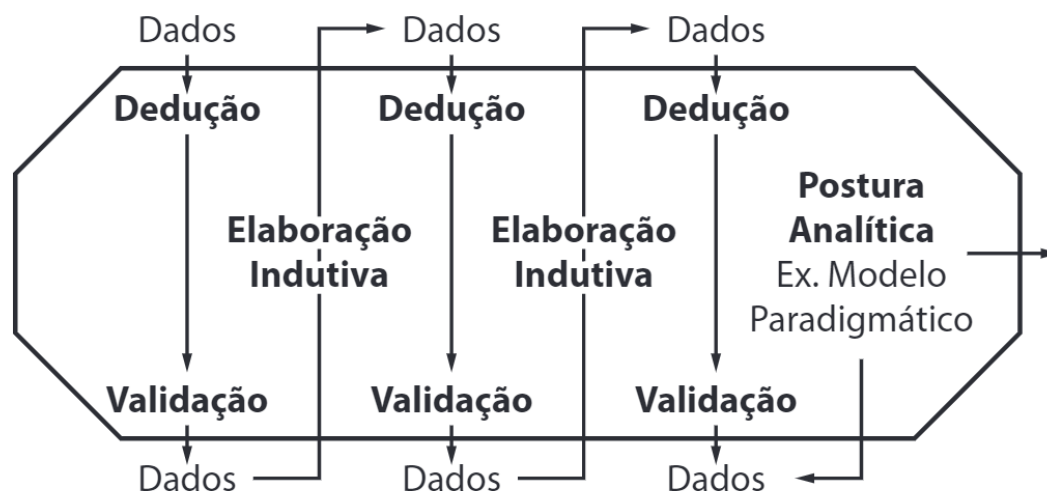 Dados
Dados
Dados
Dedução
Dedução
Dedução
Elaboração
Indutiva
Elaboração
Indutiva
Postura
Analítica
Ex. Modelo
Paradigmático
Validação
Validação
Validação
Dados
Dados
Dados